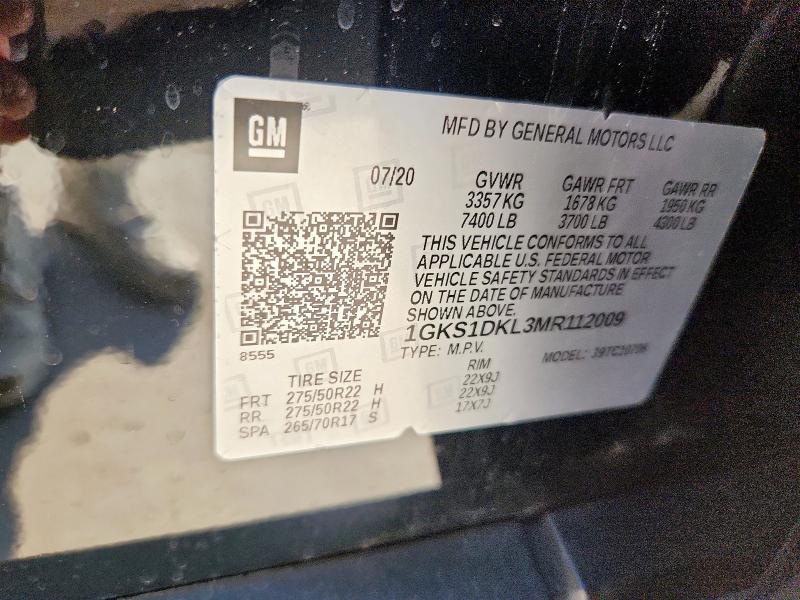 GM
MFD BY GENERAL MOTORS LLC
07/20
GVWR GAWR FRT GAWR RR
3357 KG 1678 KG 1950 KG
7400 LB 3700 LB 4300 LB
THIS VEHICLE CONFORMS TO ALL
APPLICABLE U.S. FEDERAL MOTOR
VEHICLE SAFETY STANDARDS IN EFFECT
ON THE DATE OF MANUFACTURE
SHOWN ABOVE.
1GKS1DKL3MR112009
8555
TYPE: M.P.V. MODEL:
TIRE SIZE RIM
FRT 275/50R22 H 22X9J
RR 275/50R22 H 22X9J
SPA 265/70R17 S 17X7J